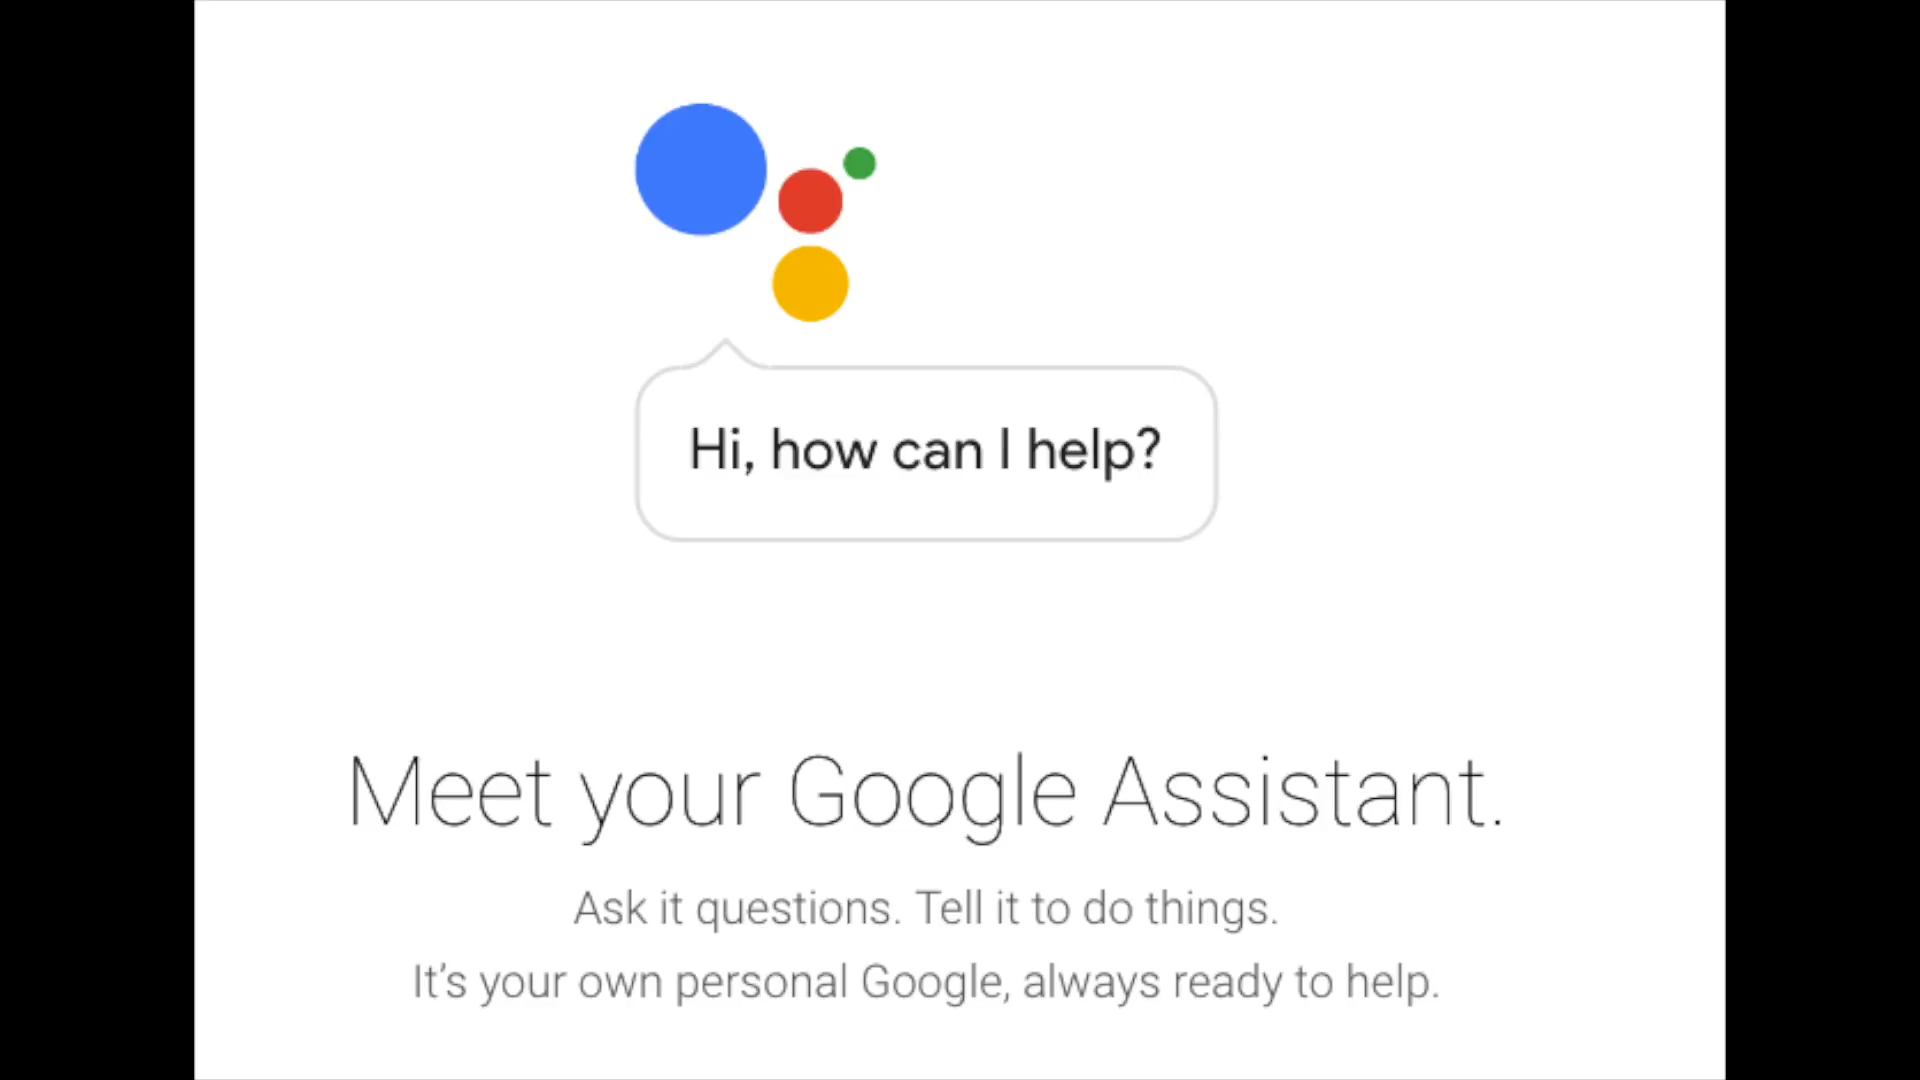 Hi, how can I help?
Meet your Google Assistant.
Ask it questions. Tell it to do things.
It's your own personal Google, always ready to help.